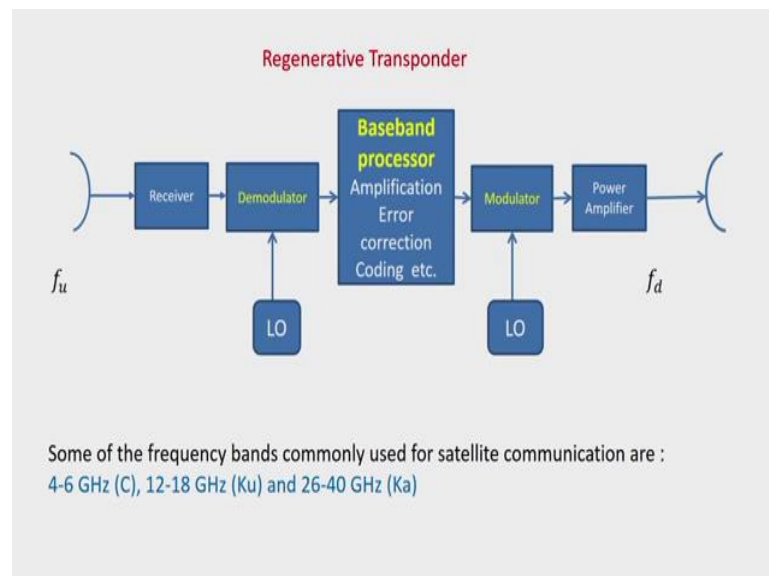 Regenerative Transponder
Receiver
Demodulator
Baseband
processor
Amplification
Error
correction
Coding etc.
Modulator
Power
Amplifier
f_u
f_d
LO
LO
Some of the frequency bands commonly used for satellite communication are :
4-6 GHz (C), 12-18 GHz (Ku) and 26-40 GHz (Ka)